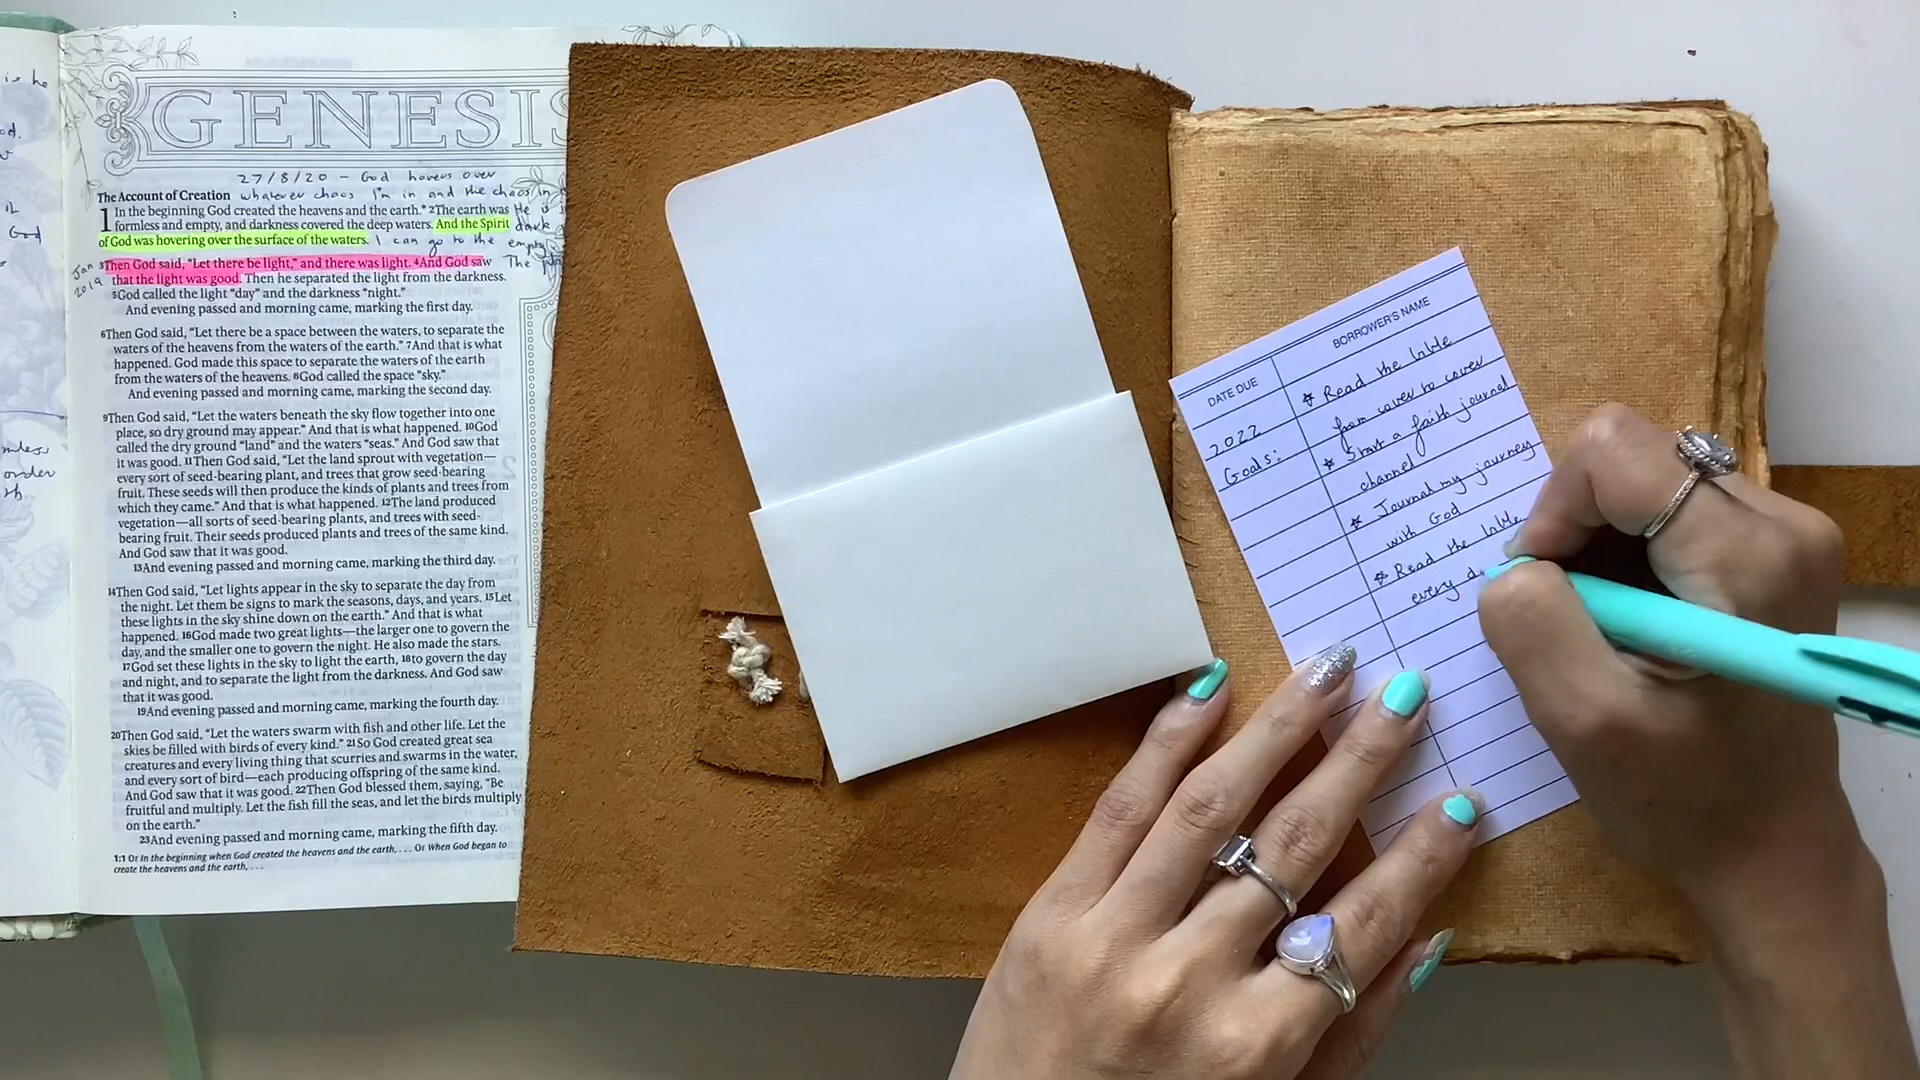 is he
od.
God
mless
order
th
GENESIS
27/8/20 - God hovers over
The Account of Creation whatever chaos I'm in and the chaos in
1 In the beginning God created the heavens and the earth.* 2The earth was He is
formless and empty, and darkness covered the deep waters. And the Spirit dark
of God was hovering over the surface of the waters. I can go to the empty
Jan 3Then God said, "Let there be light," and there was light. 4And God saw The
2019 that the light was good. Then he separated the light from the darkness.
5God called the light "day" and the darkness "night."
And evening passed and morning came, marking the first day.
6Then God said, "Let there be a space between the waters, to separate the
waters of the heavens from the waters of the earth." 7And that is what
happened. God made this space to separate the waters of the earth
from the waters of the heavens. 8God called the space "sky."
And evening passed and morning came, marking the second day.
9Then God said, "Let the waters beneath the sky flow together into one
place, so dry ground may appear." And that is what happened. 10God
called the dry ground "land" and the waters "seas." And God saw that
it was good. 11Then God said, "Let the land sprout with vegetation—
every sort of seed-bearing plant, and trees that grow seed-bearing
fruit. These seeds will then produce the kinds of plants and trees from
which they came." And that is what happened. 12The land produced
vegetation—all sorts of seed-bearing plants, and trees with seed-
bearing fruit. Their seeds produced plants and trees of the same kind.
And God saw that it was good.
13And evening passed and morning came, marking the third day.
14Then God said, "Let lights appear in the sky to separate the day from
the night. Let them be signs to mark the seasons, days, and years. 15Let
these lights in the sky shine down on the earth." And that is what
happened. 16God made two great lights—the larger one to govern the
day, and the smaller one to govern the night. He also made the stars.
17God set these lights in the sky to light the earth, 18to govern the day
and night, and to separate the light from the darkness. And God saw
that it was good.
19And evening passed and morning came, marking the fourth day.
20Then God said, "Let the waters swarm with fish and other life. Let the
skies be filled with birds of every kind." 21So God created great sea
creatures and every living thing that scurries and swarms in the water,
and every sort of bird—each producing offspring of the same kind.
And God saw that it was good. 22Then God blessed them, saying, "Be
fruitful and multiply. Let the fish fill the seas, and let the birds multiply
on the earth."
23And evening passed and morning came, marking the fifth day.
1:1 Or In the beginning when God created the heavens and the earth, . . . Or When God began to
create the heavens and the earth, . . .
DATE DUE
BORROWER'S NAME
2022
Goals:
* Read the bible
from cover to cover
* Start a faith journal
channel
* Journal my journey
with God
* Read the bible
every d